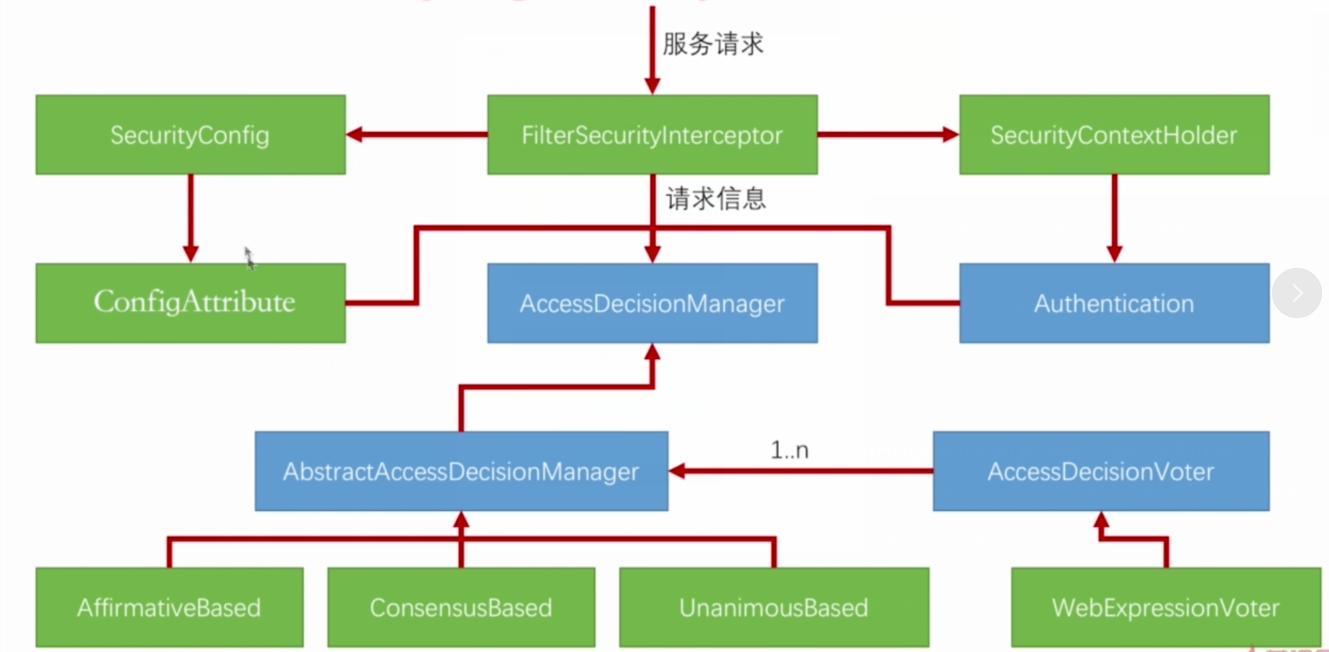 服务请求
SecurityConfig
FilterSecurityInterceptor
SecurityContextHolder
请求信息
ConfigAttribute
AccessDecisionManager
Authentication
1..n
AbstractAccessDecisionManager
AccessDecisionVoter
AffirmativeBased
ConsensusBased
UnanimousBased
WebExpressionVoter